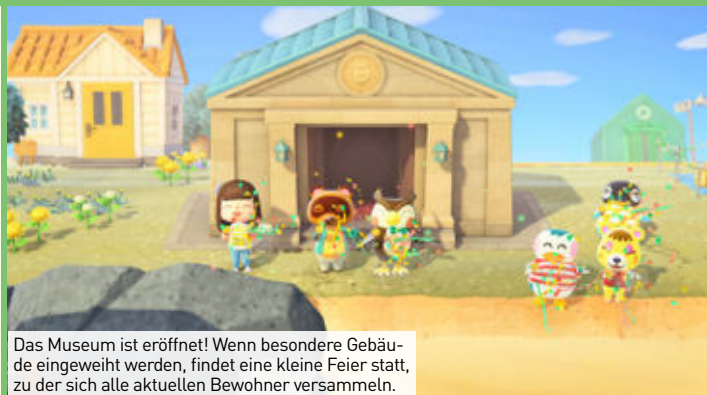 Das Museum ist eröffnet! Wenn besondere Gebäu-
de eingeweiht werden, findet eine kleine Feier statt,
zu der sich alle aktuellen Bewohner versammeln.